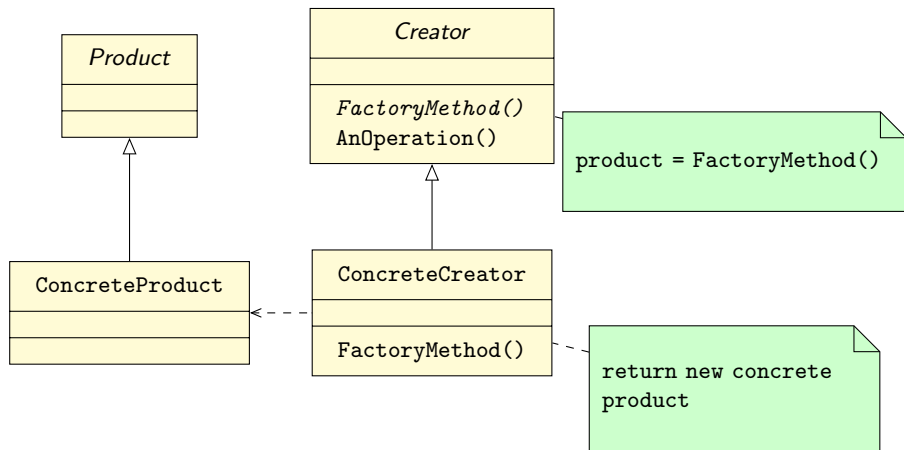 Product
Creator
FactoryMethod()
AnOperation()
product = FactoryMethod()
ConcreteProduct
ConcreteCreator
FactoryMethod()
return new concrete
product